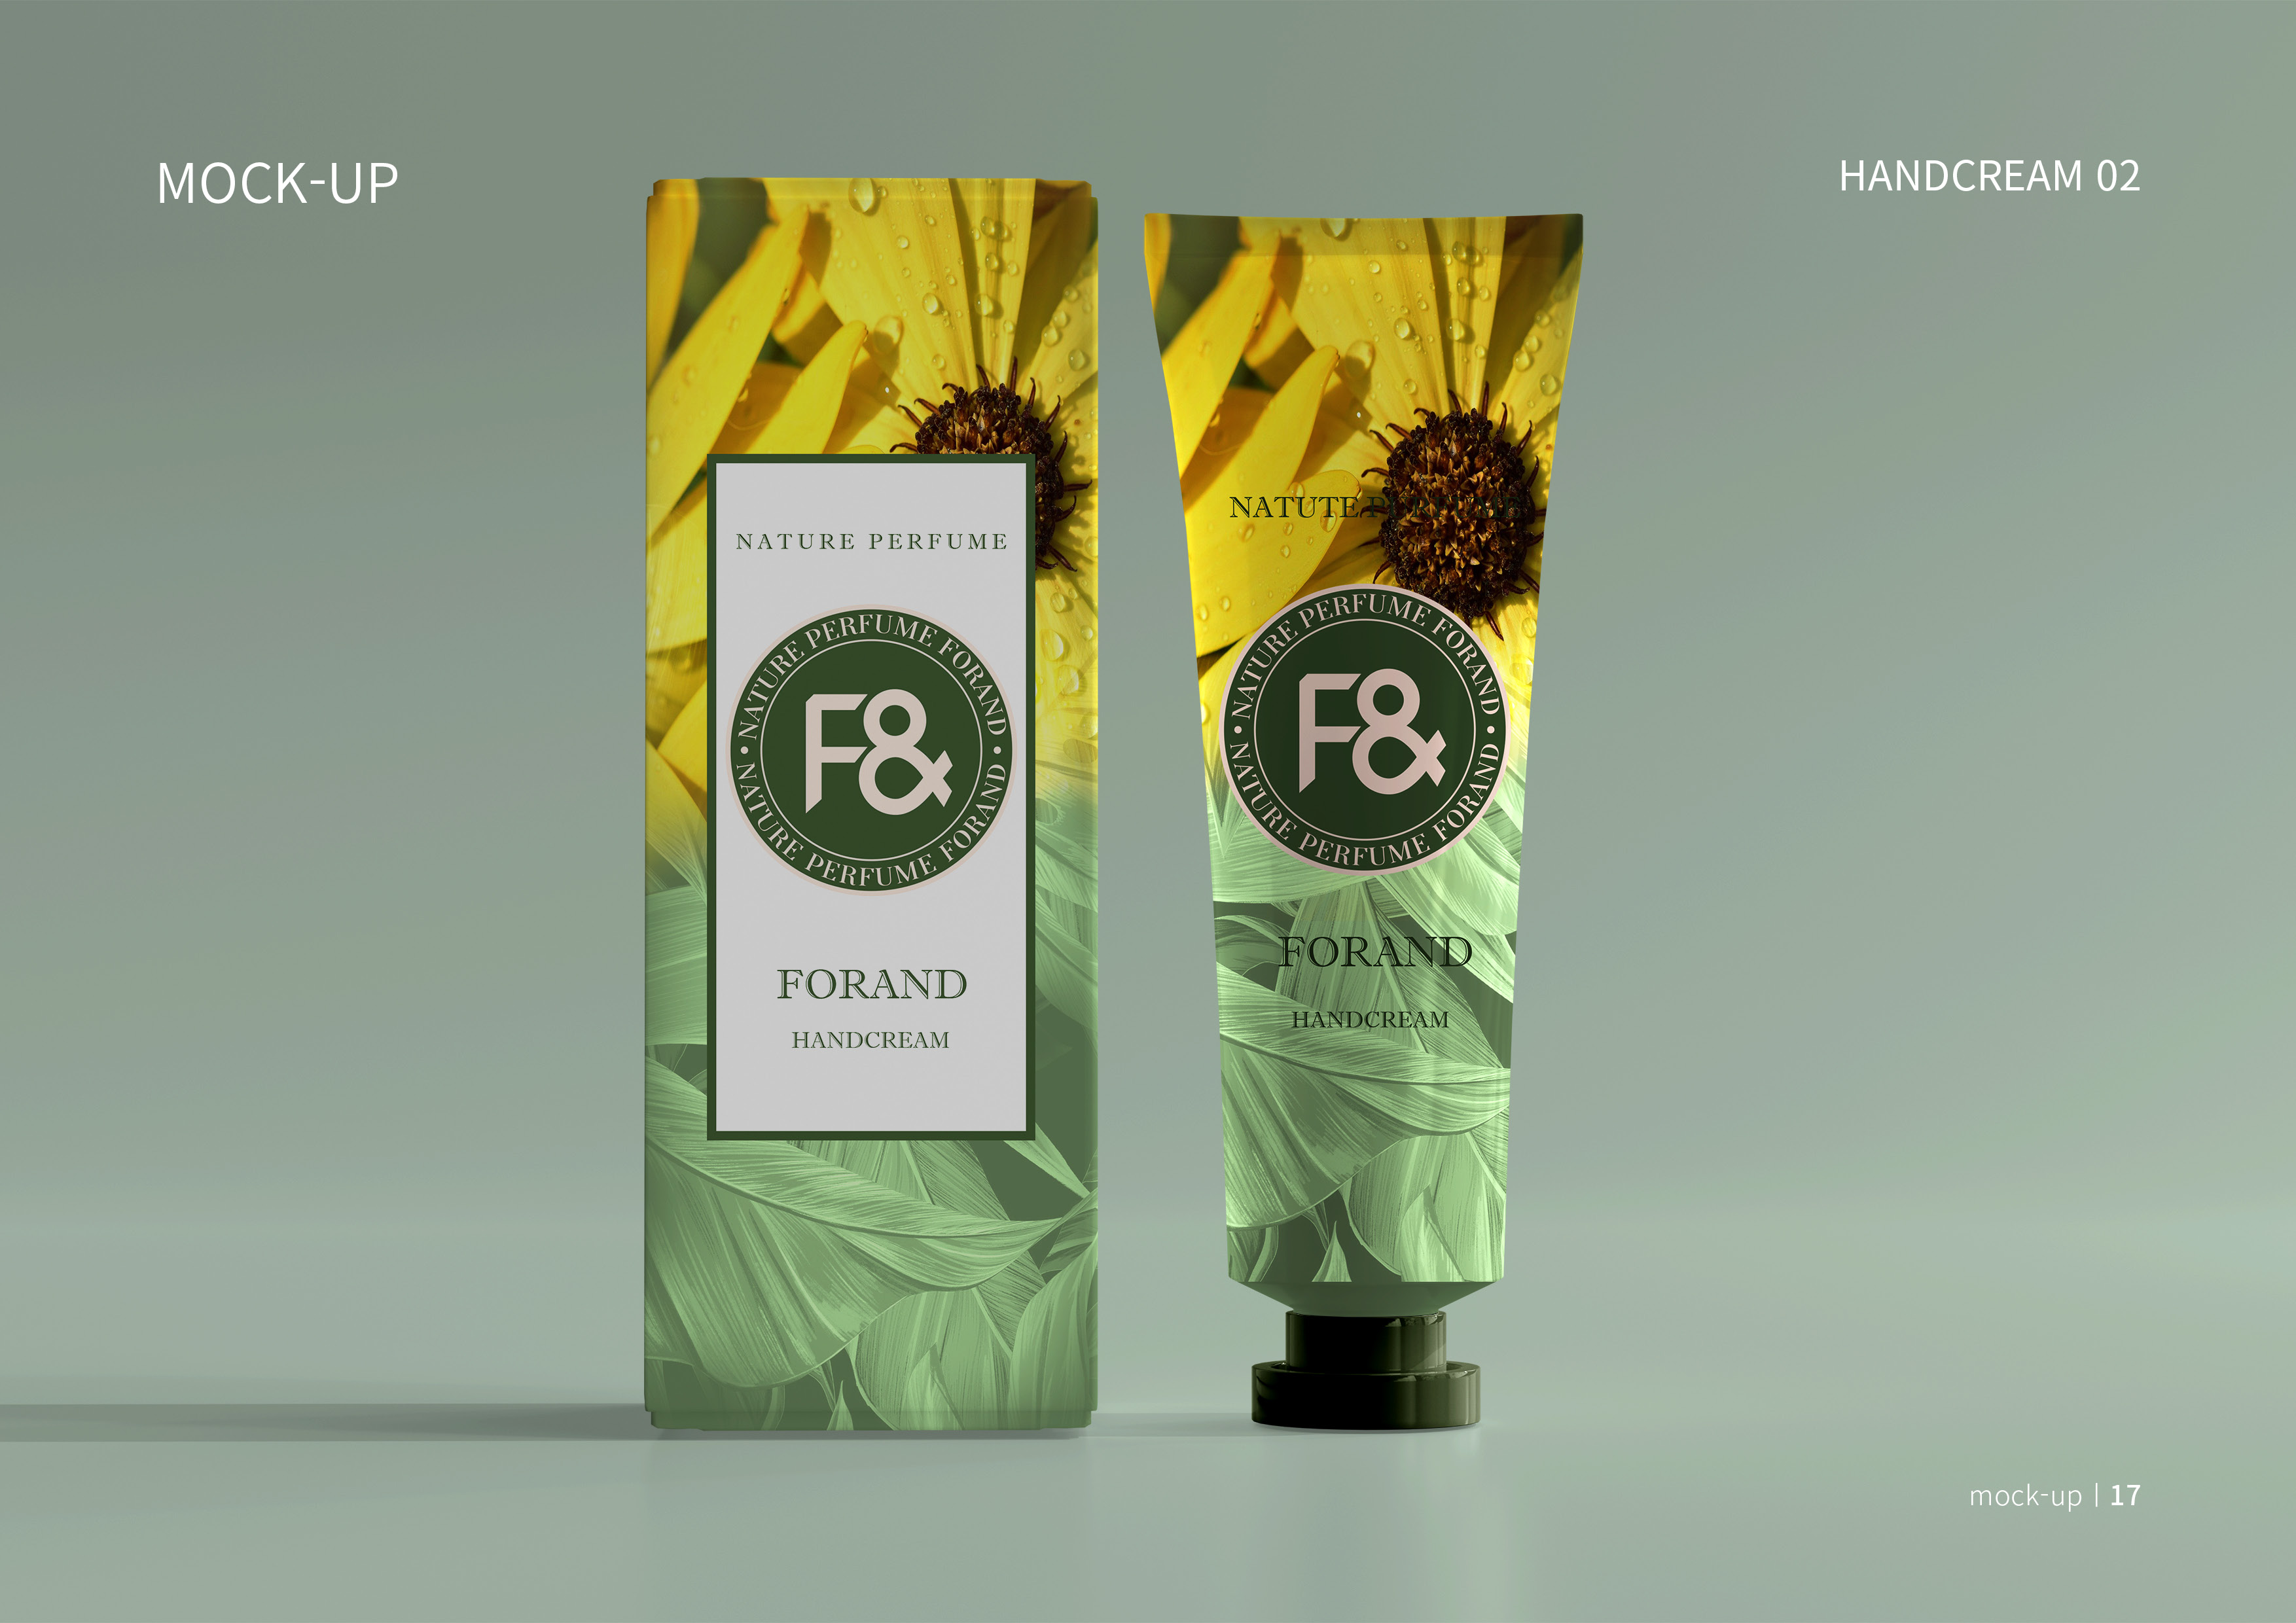 MOCK-UP
HANDCREAM 02
NATURE PERFUME
NATURE PERFUME FORAND
F&
NATURE PERFUME FORAND
FORAND
HANDCREAM
NATUTE
NATURE PERFUME FORAND
F&
NATURE PERFUME FORAND
FORAND
HANDCREAM
mock-up | 17